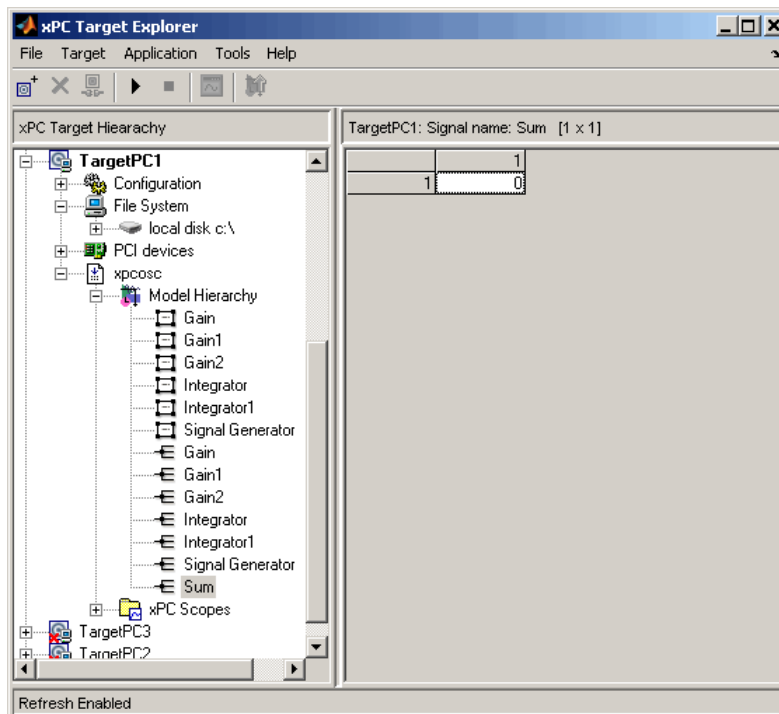 xPC Target Explorer
File Target Application Tools Help
xPC Target Hiearachy
TargetPC1: Signal name: Sum [1 x 1]
TargetPC1
Configuration
File System
local disk c:\
PCI devices
xpcosc
Model Hierarchy
Gain
Gain1
Gain2
Integrator
Integrator1
Signal Generator
Gain
Gain1
Gain2
Integrator
Integrator1
Signal Generator
Sum
xPC Scopes
TargetPC3
TargetPC2
1
1 0
Refresh Enabled